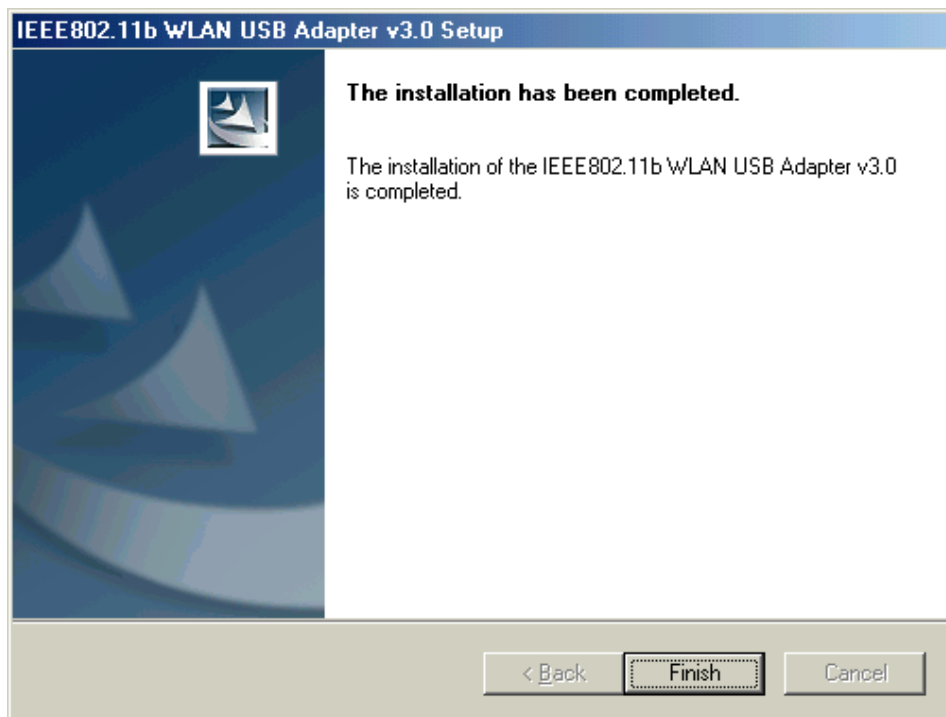 IEEE802.11b WLAN USB Adapter v3.0 Setup
The installation has been completed.
The installation of the IEEE802.11b WLAN USB Adapter v3.0
is completed.
< Back
Finish
Cancel